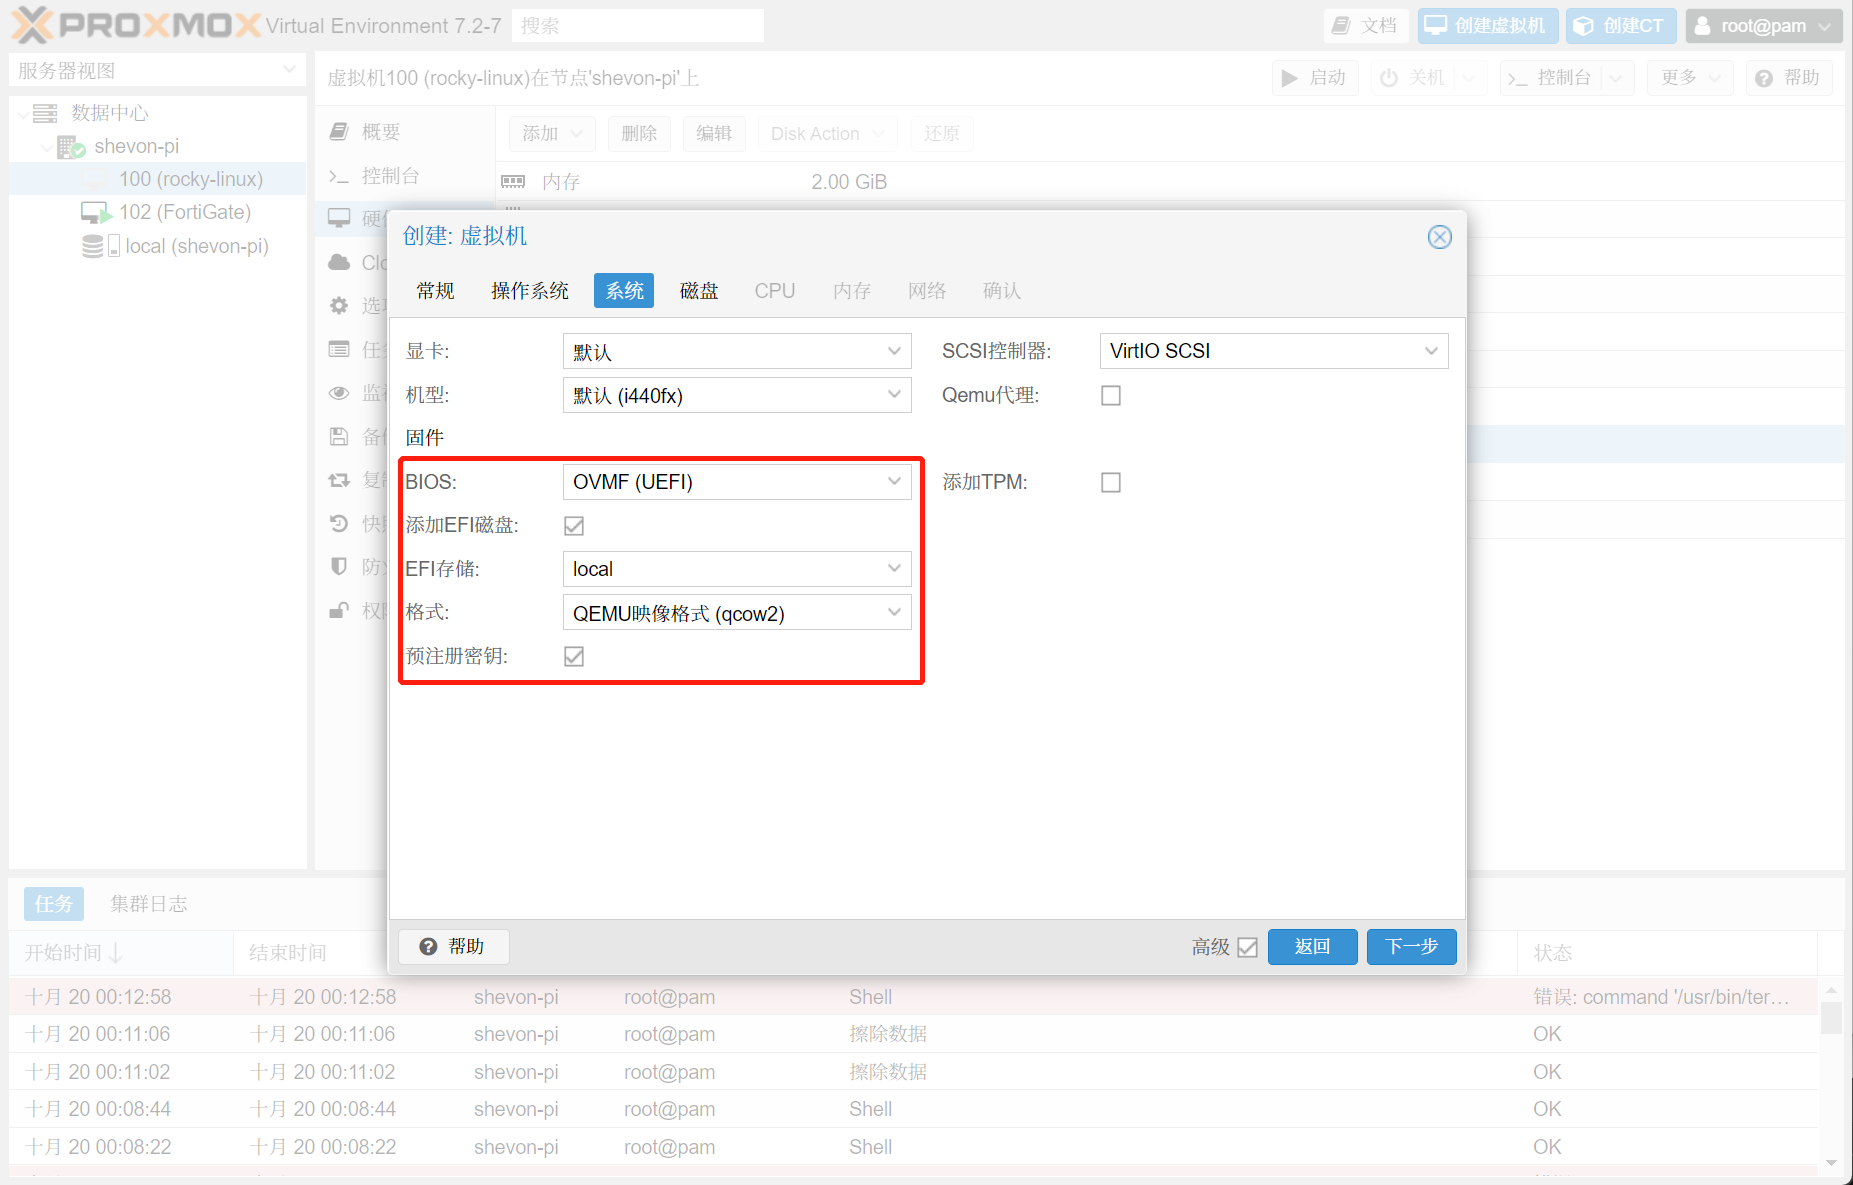 PROXMOX Virtual Environment 7.2-7 搜索 文档 创建虚拟机 创建CT root@pam
服务器视图
数据中心
shevon-pi
100 (rocky-linux)
102 (FortiGate)
local (shevon-pi)
虚拟机100 (rocky-linux)在节点'shevon-pi'上 启动 关机 >_ 控制台 更多 帮助
概要
>_ 控制台
Clo
添加 删除 编辑 Disk Action 还原
内存 2.00 GiB
创建: 虚拟机
常规 操作系统 系统 磁盘 CPU 内存 网络 确认
显卡: 默认 SCSI控制器: VirtIO SCSI
机型: 默认 (i440fx) Qemu代理:
固件
BIOS: OVMF (UEFI) 添加TPM:
添加EFI磁盘:
EFI存储: local
格式: QEMU映像格式 (qcow2)
预注册密钥:
帮助 高级 返回 下一步
任务 集群日志
开始时间 结束时间 状态
十月 20 00:12:58 十月 20 00:12:58 shevon-pi root@pam Shell 错误: command '/usr/bin/ter…
十月 20 00:11:06 十月 20 00:11:06 shevon-pi root@pam 擦除数据 OK
十月 20 00:11:02 十月 20 00:11:02 shevon-pi root@pam 擦除数据 OK
十月 20 00:08:44 十月 20 00:08:44 shevon-pi root@pam Shell OK
十月 20 00:08:22 十月 20 00:08:22 shevon-pi root@pam Shell OK